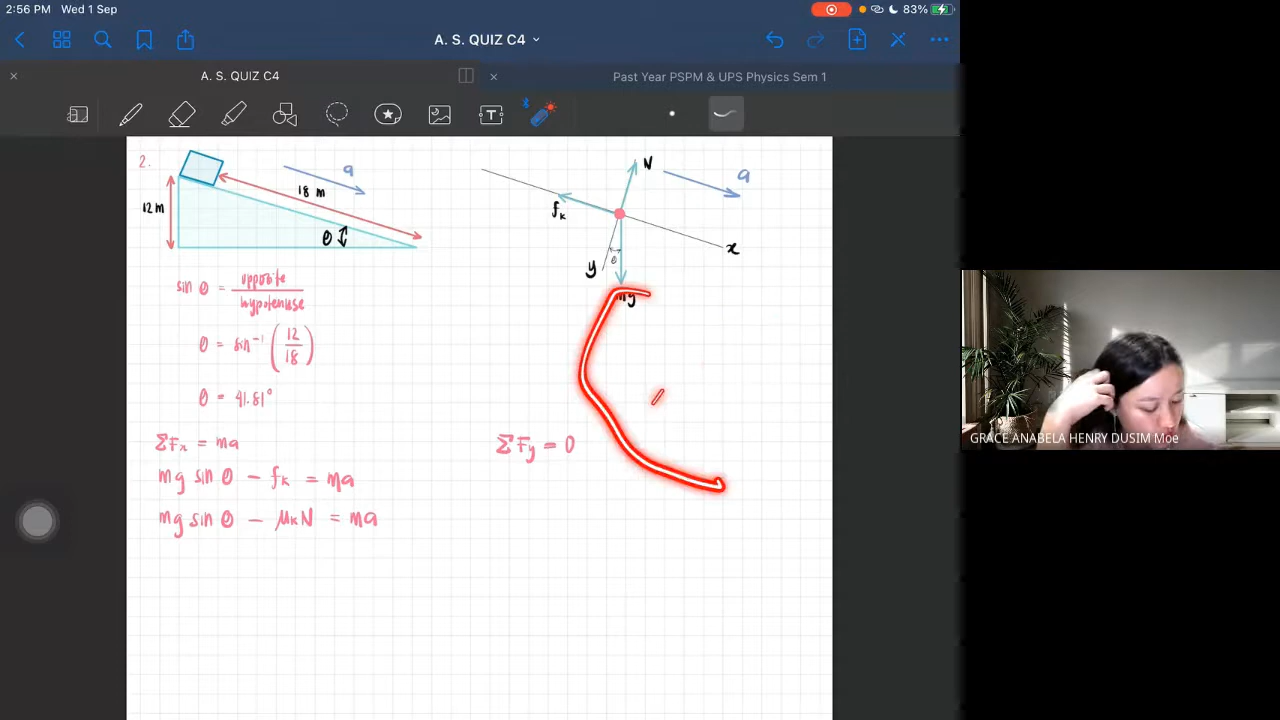 2:56 PM Wed 1 Sep
83%
A. S. QUIZ C4
A. S. QUIZ C4
Past Year PSPM & UPS Physics Sem 1
2.
a
18 m
12 m
θ
N
a
fk
x
y
θ
mg
sin θ = opposite / hypotenuse
θ = sin⁻¹ (12/18)
θ = 41.81°
ΣFx = ma
ΣFy = 0
mg sin θ − fk = ma
mg sin θ − μkN = ma
GRACE ANABELA HENRY DUSIM Moe